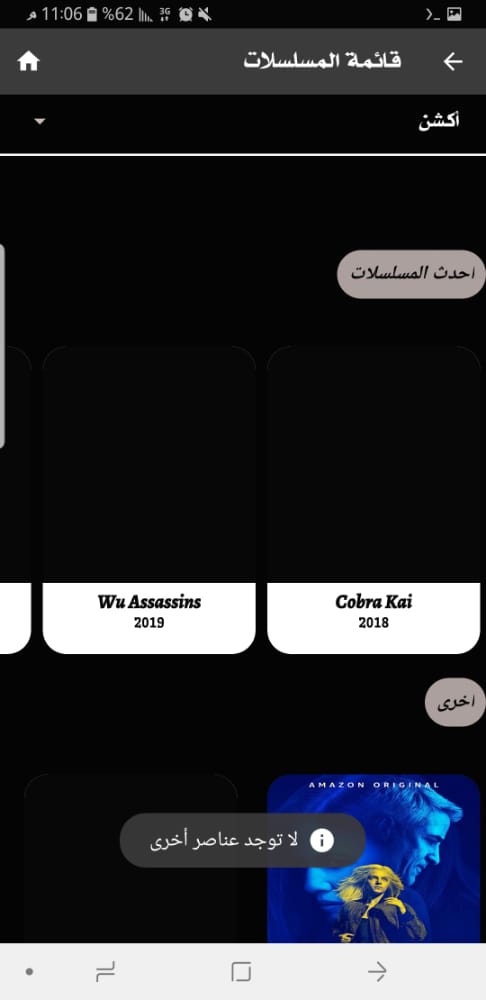 11:06 م 62% 3G
قائمة المسلسلات
أكشن
احدث المسلسلات
Cobra Kai
2018
Wu Assassins
2019
اخرى
AMAZON ORIGINAL
لا توجد عناصر أخرى